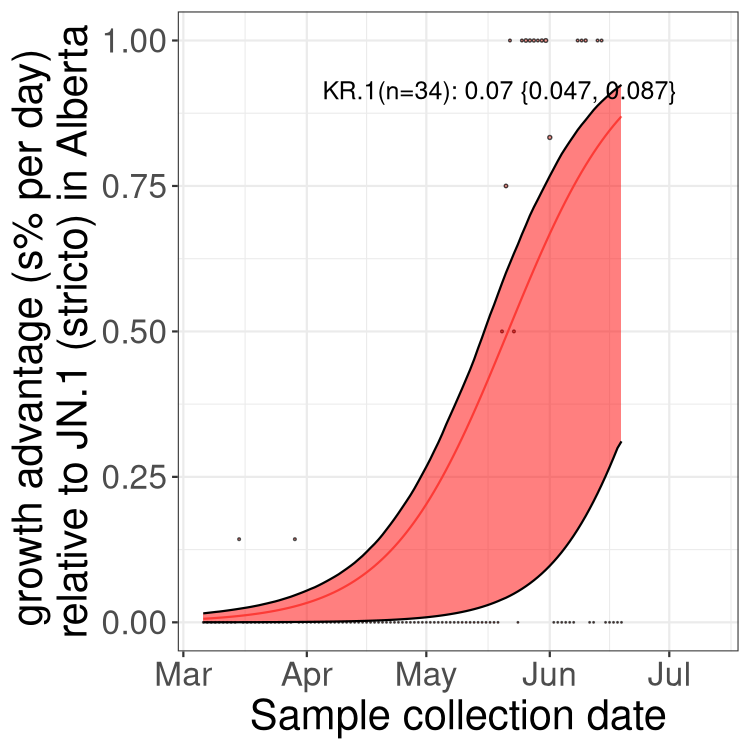 growth advantage (s% per day)
relative to JN.1 (stricto) in Alberta
1.00
0.75
0.50
0.25
0.00
KR.1(n=34): 0.07 {0.047, 0.087}
Mar Apr May Jun Jul
Sample collection date